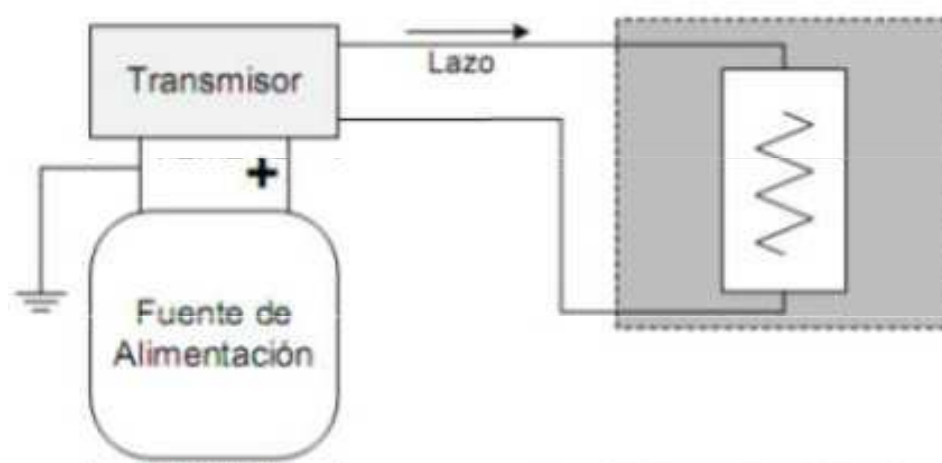 Transmisor
Lazo
+
Fuente de
Alimentación